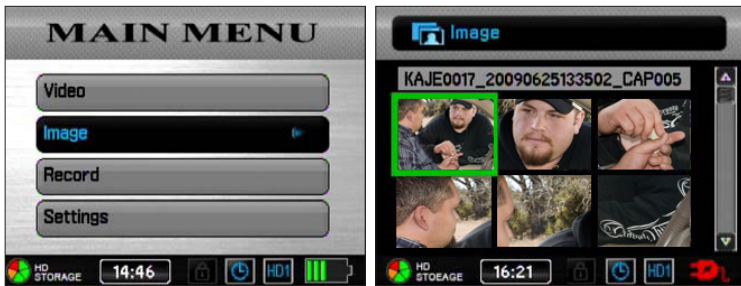 MAIN MENU
Video
Image
Record
Settings
HD
STORAGE
14:46
HD1
Image
KAJE0017_20090625133502_CAP005
HD
STOEAGE
16:21
HD1